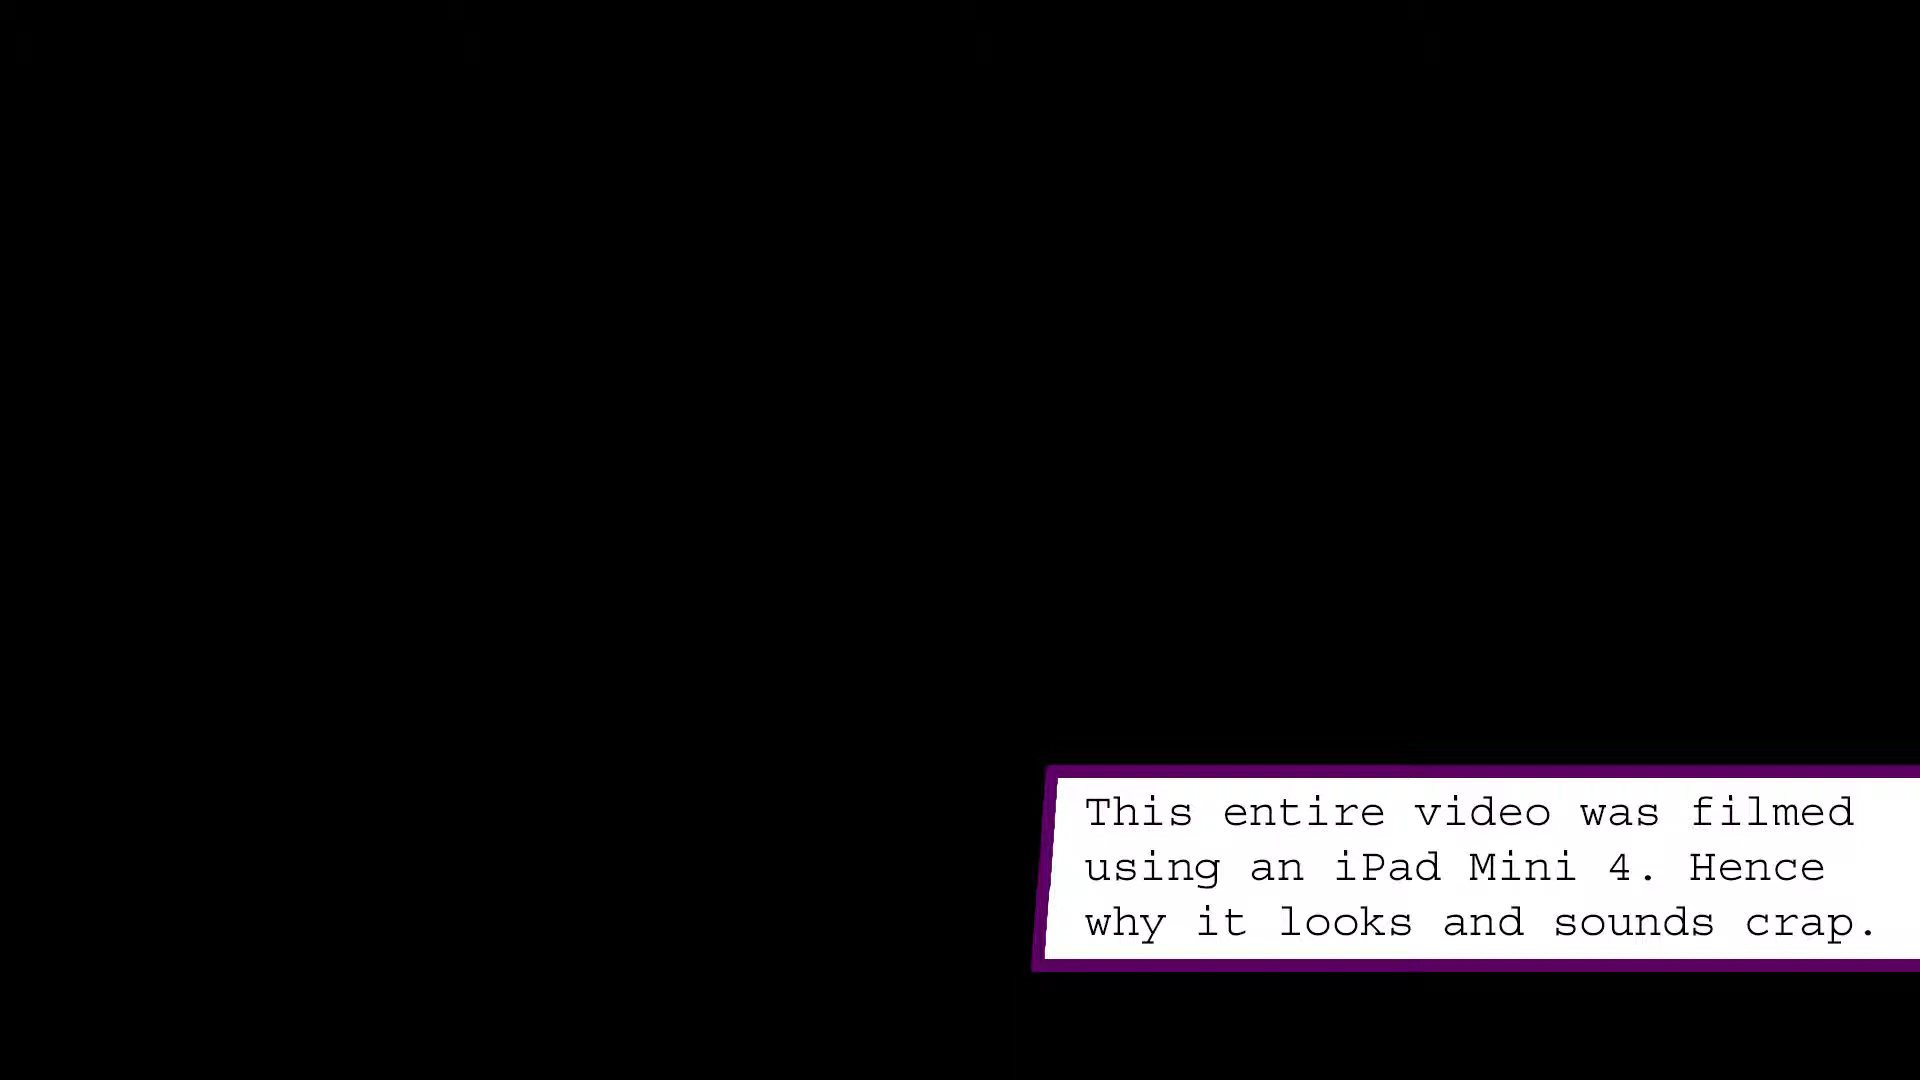 This entire video was filmed
using an iPad Mini 4. Hence
why it looks and sounds crap.